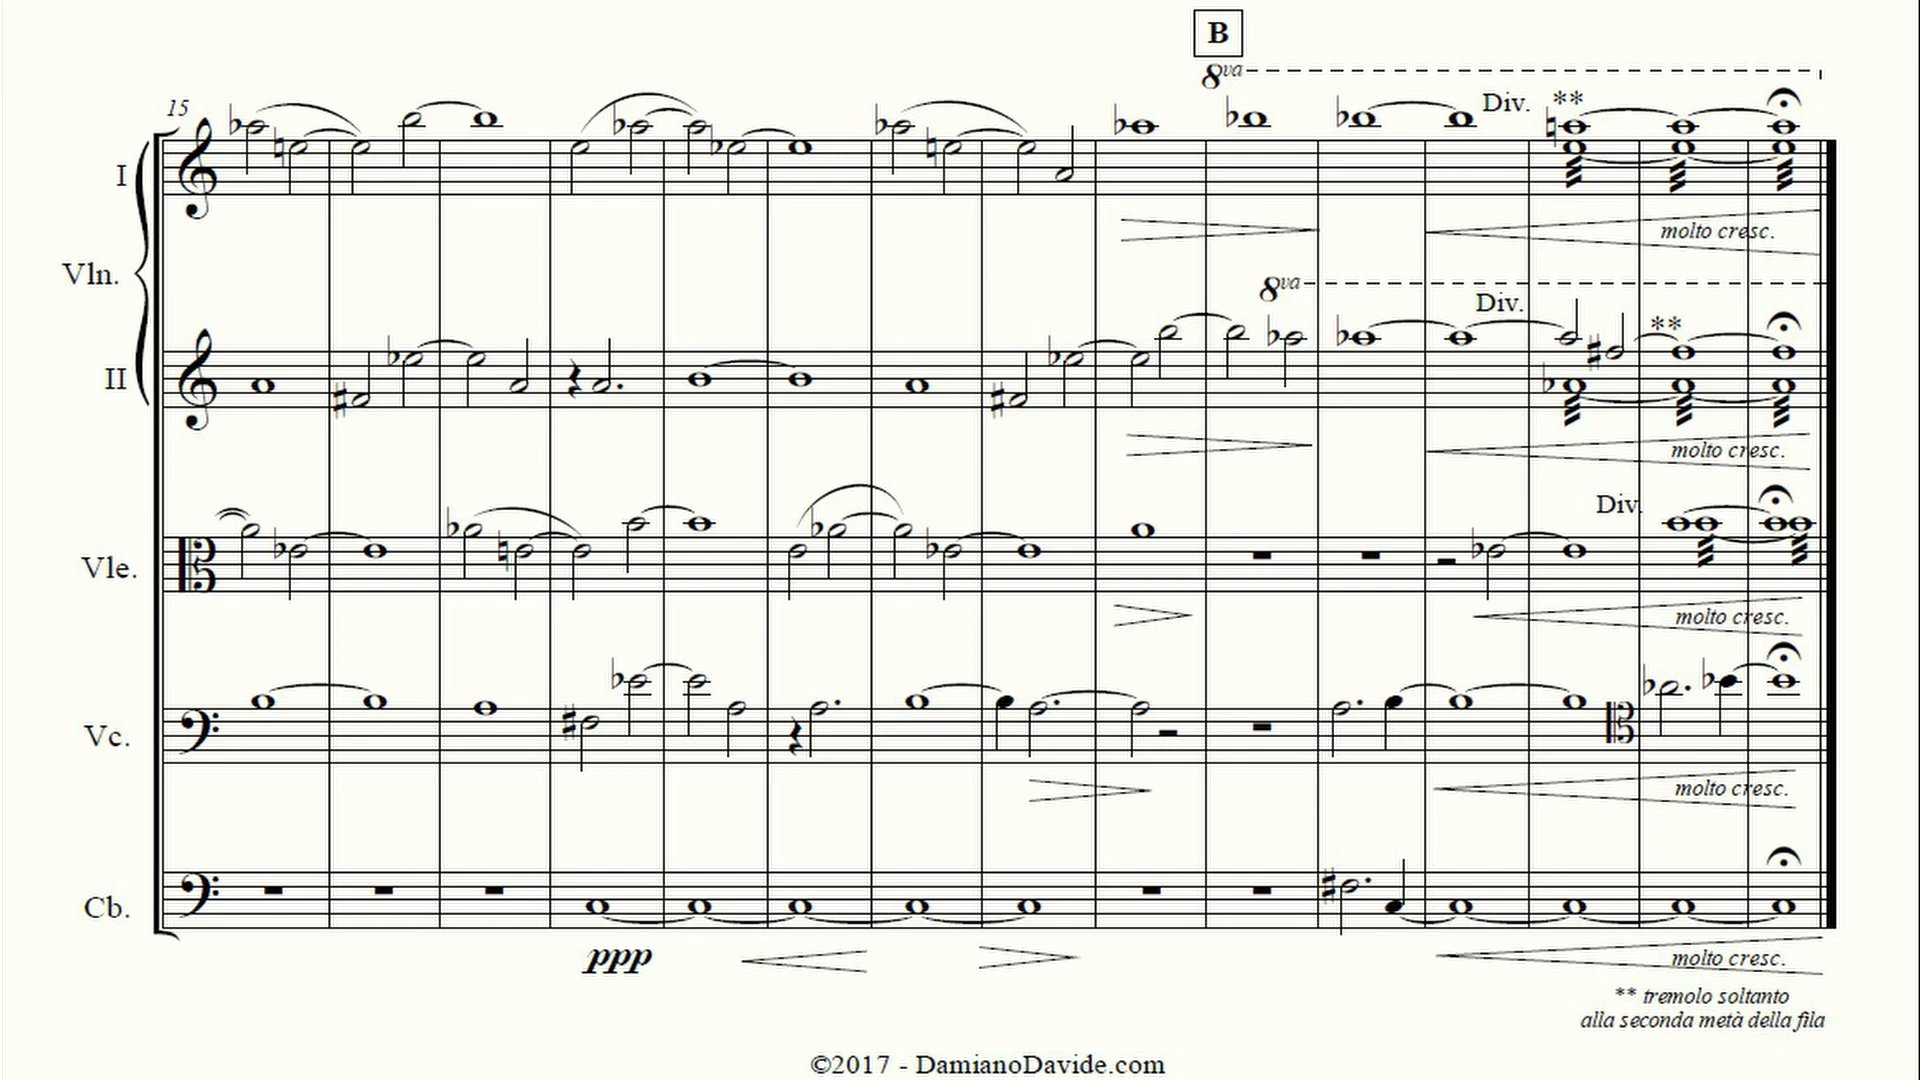 B
8va
15
Div. **
I
molto cresc.
Vln.
8va
Div.
**
II
molto cresc.
Div.
Vle.
molto cresc.
Vc.
molto cresc.
Cb.
ppp
molto cresc.
** tremolo soltanto
alla seconda metà della fila
©2017 - DamianoDavide.com